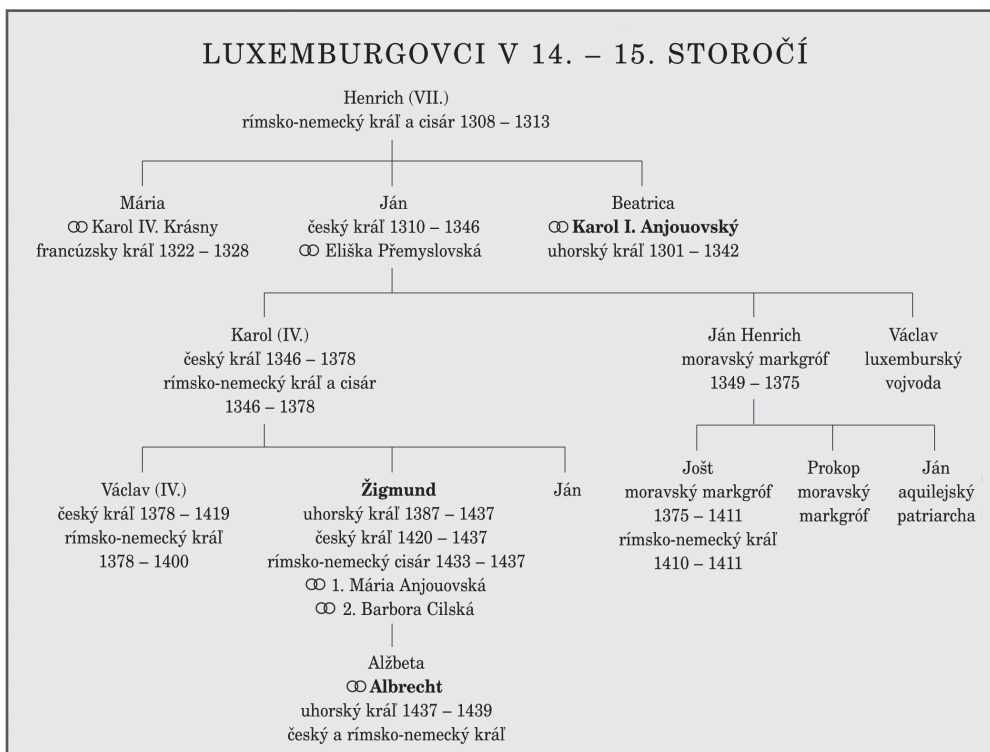 LUXEMBURGOVCI V 14. – 15. STOROČÍ
Henrich (VII.)
rímsko-nemecký kráľ a cisár 1308 – 1313
Mária
Karol IV. Krásny
francúzsky kráľ 1322 – 1328
Ján
český kráľ 1310 – 1346
Eliška Přemyslovská
Beatrica
Karol I. Anjouovský
uhorský kráľ 1301 – 1342
Karol (IV.)
český kráľ 1346 – 1378
rímsko-nemecký kráľ a cisár
1346 – 1378
Ján Henrich
moravský markgróf
1349 – 1375
Václav
luxemburský
vojvoda
Václav (IV.)
český kráľ 1378 – 1419
rímsko-nemecký kráľ
1378 – 1400
Žigmund
uhorský kráľ 1387 – 1437
český kráľ 1420 – 1437
rímsko-nemecký cisár 1433 – 1437
1. Mária Anjouovská
2. Barbora Cilská
Ján
Jošt
moravský markgróf
1375 – 1411
rímsko-nemecký kráľ
1410 – 1411
Prokop
moravský
markgróf
Ján
aquilejský
patriarcha
Alžbeta
Albrecht
uhorský kráľ 1437 – 1439
český a rímsko-nemecký kráľ